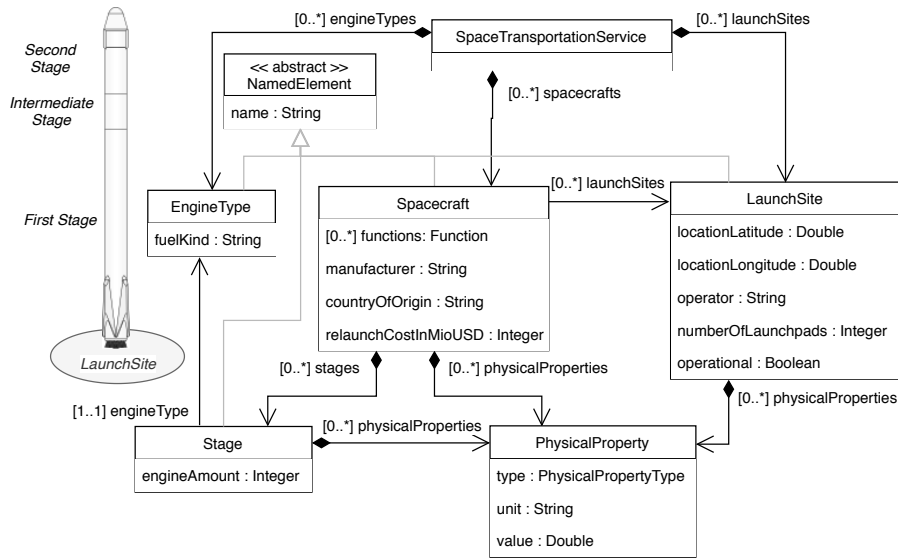 Second
Stage
Intermediate
Stage
First Stage
LaunchSite
[0..*] engineTypes
SpaceTransportationService
[0..*] launchSites
<< abstract >>
NamedElement
name : String
[0..*] spacecrafts
EngineType
fuelKind : String
Spacecraft
[0..*] functions: Function
manufacturer : String
countryOfOrigin : String
relaunchCostInMioUSD : Integer
[0..*] launchSites
LaunchSite
locationLatitude : Double
locationLongitude : Double
operator : String
numberOfLaunchpads : Integer
operational : Boolean
[0..*] stages
[0..*] physicalProperties
[0..*] physicalProperties
[1..1] engineType
Stage
engineAmount : Integer
[0..*] physicalProperties
PhysicalProperty
type : PhysicalPropertyType
unit : String
value : Double